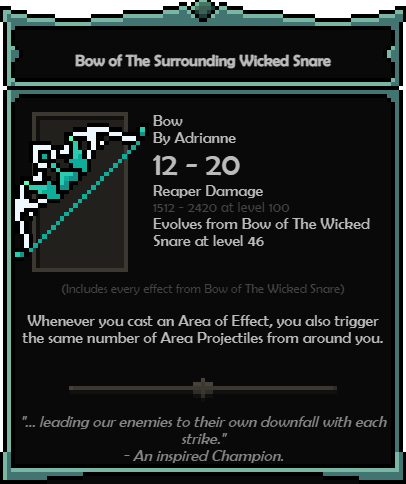 Bow of The Surrounding Wicked Snare
Bow
By Adrianne
12 - 20
Reaper Damage
1512 - 2420 at level 100
Evolves from Bow of The Wicked
Snare at level 46
(Includes every effect from Bow of The Wicked Snare)
Whenever you cast an Area of Effect, you also trigger
the same number of Area Projectiles from around you.
"... leading our enemies to their own downfall with each
strike."
- An inspired Champion.